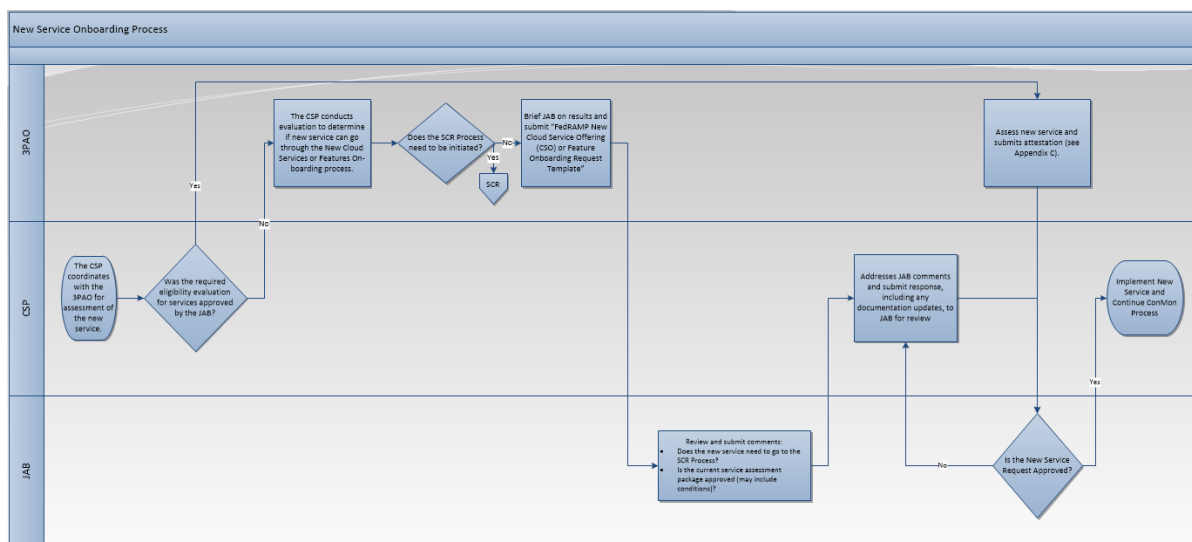 New Service Onboarding Process
3PAO
The CSP conducts
evaluation to determine
if new service can go
through the New Cloud
Services or Features On-
boarding process.
Does the SCR Process
need to be initiated?
No
Yes
SCR
Brief JAB on results and
submit “FedRAMP New
Cloud Service Offering
(CSO) or Feature
Onboarding Request
Template”
Assess new service and
submits attestation (see
Appendix C).
Yes
No
CSP
The CSP
coordinates
with the
3PAO for
assessment of
the new
service.
Was the required
eligibility evaluation
for services approved
by the JAB?
Addresses JAB comments
and submit response,
including any
documentation updates, to
JAB for review
Implement New
Service and
Continue ConMon
Process
Yes
JAB
Review and submit comments:
• Does the new service need to go to the
SCR Process?
• Is the current service assessment
package approved (may include
conditions)?
No
Is the New Service
Request Approved?